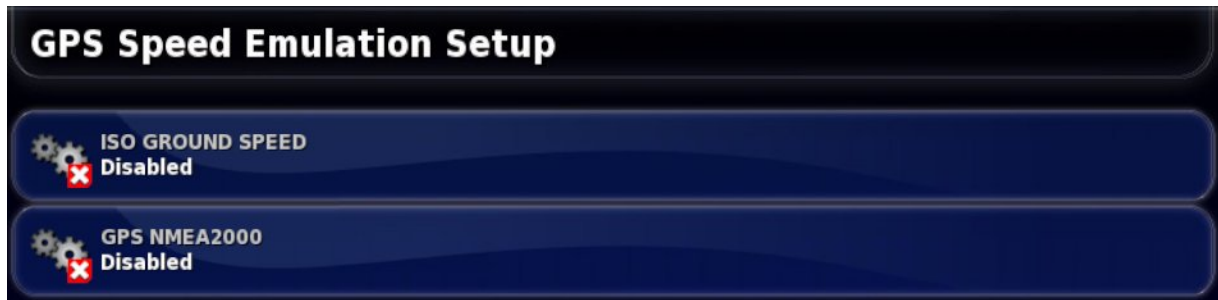 GPS Speed Emulation Setup
ISO GROUND SPEED
Disabled
GPS NMEA2000
Disabled